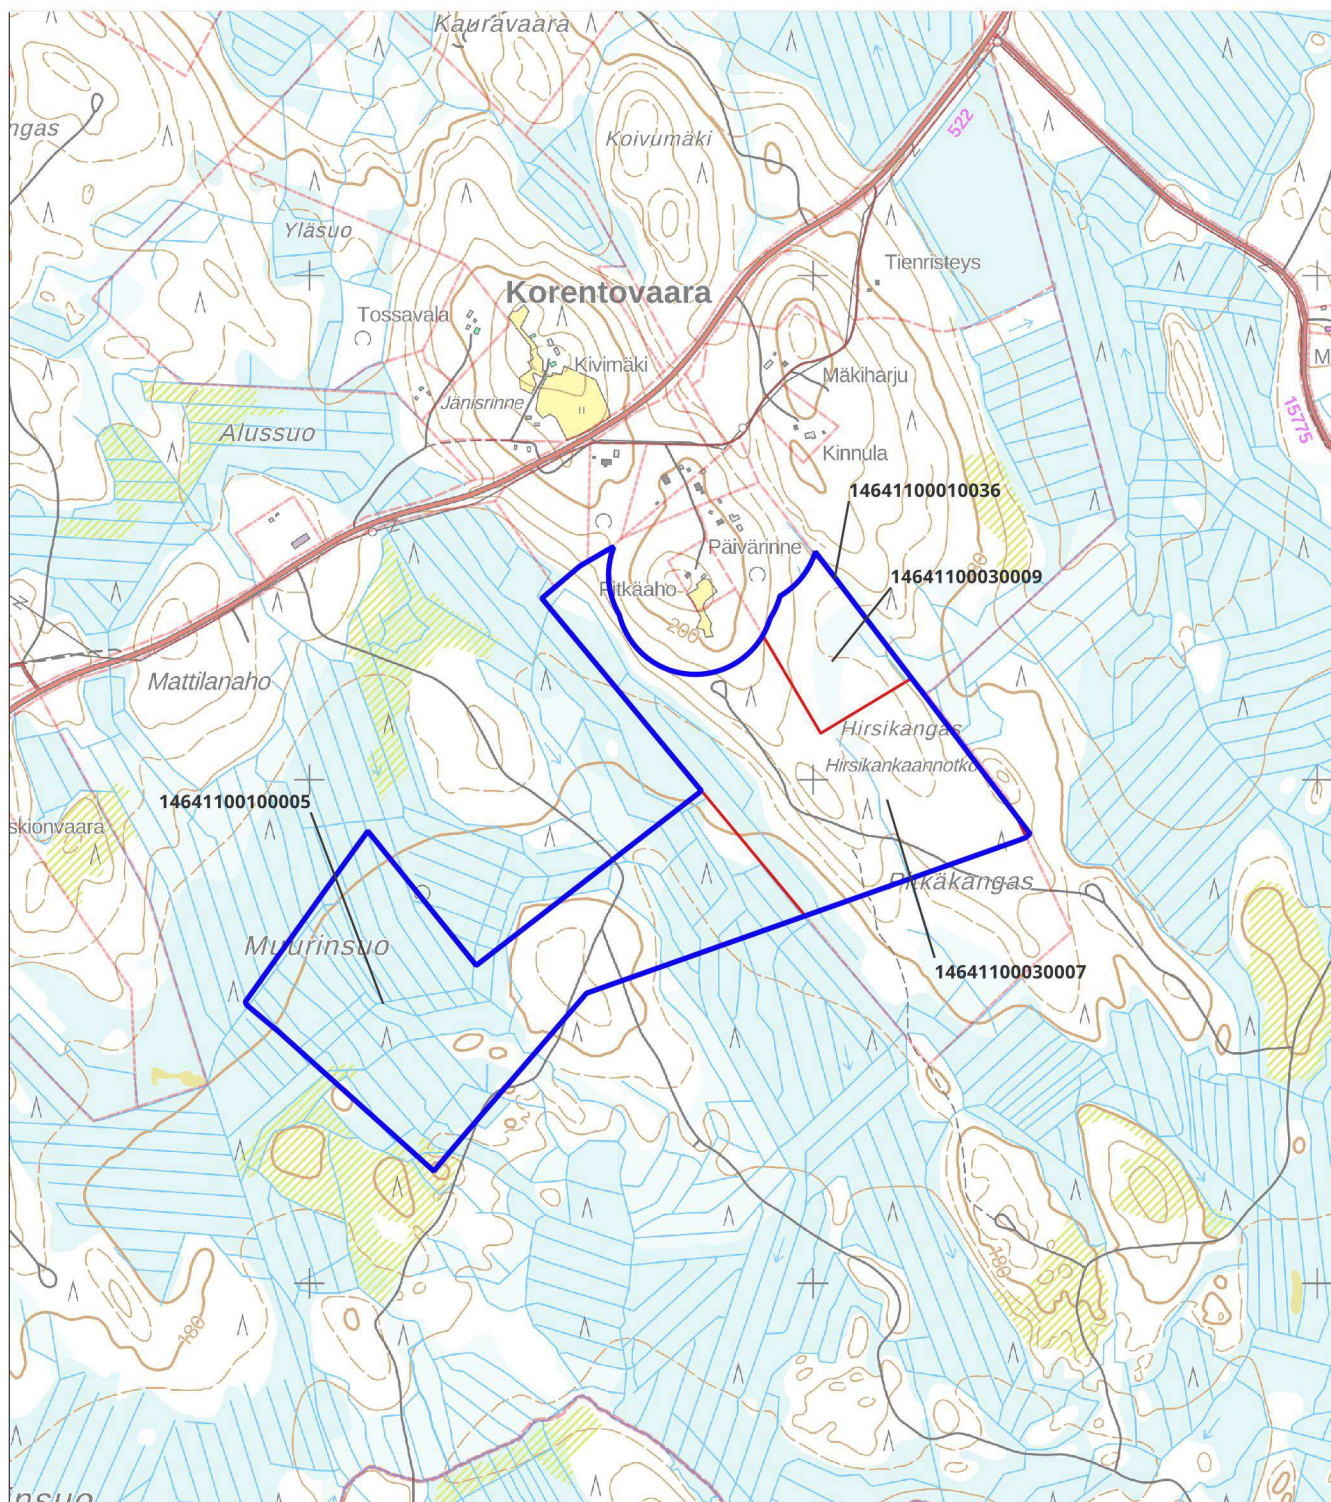 Kauravaara
ngas
Koivumäki
522
Yläsuo
Tienristeys
Korentovaara
Tossavala
Kivimäki
M
Mäkiharju
Jänisrinne
15775
Alussuo
Kinnula
14641100010036
Päivärinne
80
14641100030009
Pitkäaho
200
Mattilanaho
Hirsikangas
Hirsikankaannotko
14641100100005
skionvaara
Pitkäkangas
Muurinsuo
14641100030007
180
180
insuo